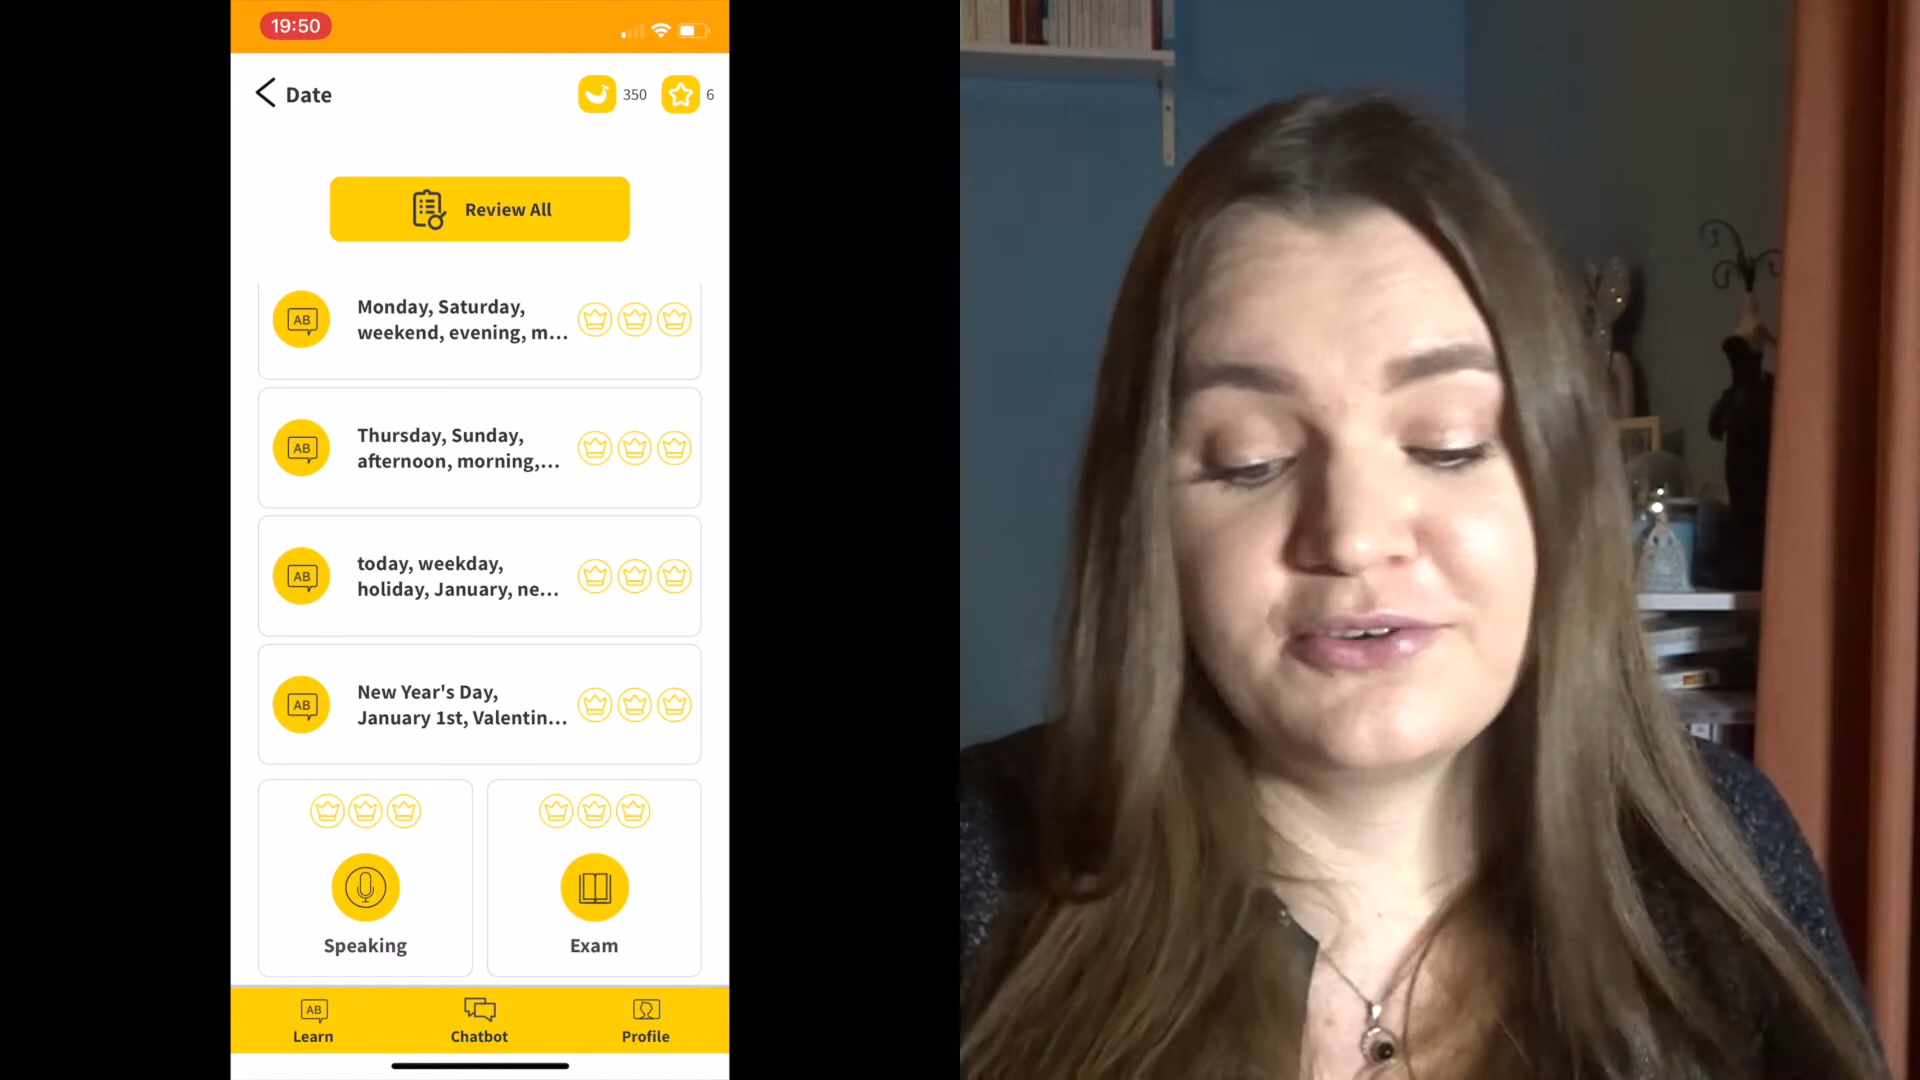 19:50
Date
350
6
Review All
AB
Monday, Saturday,
weekend, evening, m...
AB
Thursday, Sunday,
afternoon, morning,...
AB
today, weekday,
holiday, January, ne...
AB
New Year's Day,
January 1st, Valentin...
Speaking
Exam
AB
Learn
Chatbot
Profile